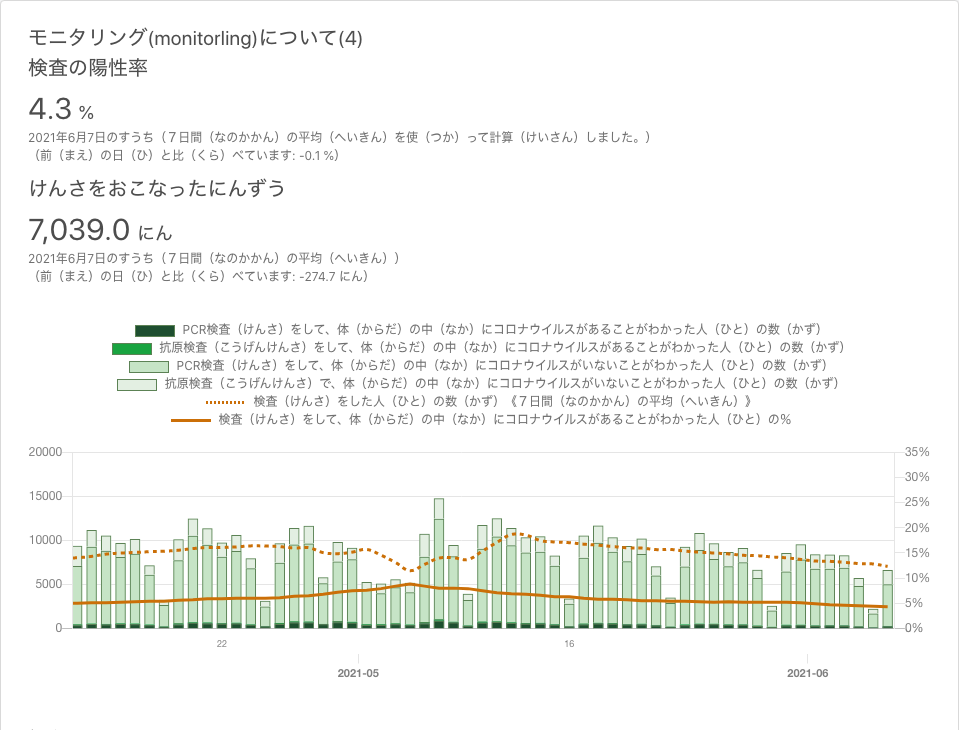 モニタリング(monitorling)について(4)
検査の陽性率
4.3 %
2021年6月7日のすうち（７日間（なのかかん）の平均（へいきん）を使（つか）って計算（けいさん）しました。）
（前（まえ）の日（ひ）と比（くら）べています: -0.1 %）
けんさをおこなったにんずう
7,039.0 にん
2021年6月7日のすうち（７日間（なのかかん）の平均（へいきん））
（前（まえ）の日（ひ）と比（くら）べています: -274.7 にん）
PCR検査（けんさ）をして、体（からだ）の中（なか）にコロナウイルスがあることがわかった人（ひと）の数（かず）
抗原検査（こうげんけんさ）をして、体（からだ）の中（なか）にコロナウイルスがあることがわかった人（ひと）の数（かず）
PCR検査（けんさ）をして、体（からだ）の中（なか）にコロナウイルスがいないことがわかった人（ひと）の数（かず）
抗原検査（こうげんけんさ）で、体（からだ）の中（なか）にコロナウイルスがいないことがわかった人（ひと）の数（かず）
検査（けんさ）をした人（ひと）の数（かず）《７日間（なのかかん）の平均（へいきん）》
検査（けんさ）をして、体（からだ）の中（なか）にコロナウイルスがあることがわかった人（ひと）の%
20000 35%
30%
15000 25%
20%
10000 15%
5000 10%
5%
0 0%
22 16
2021-05 2021-06